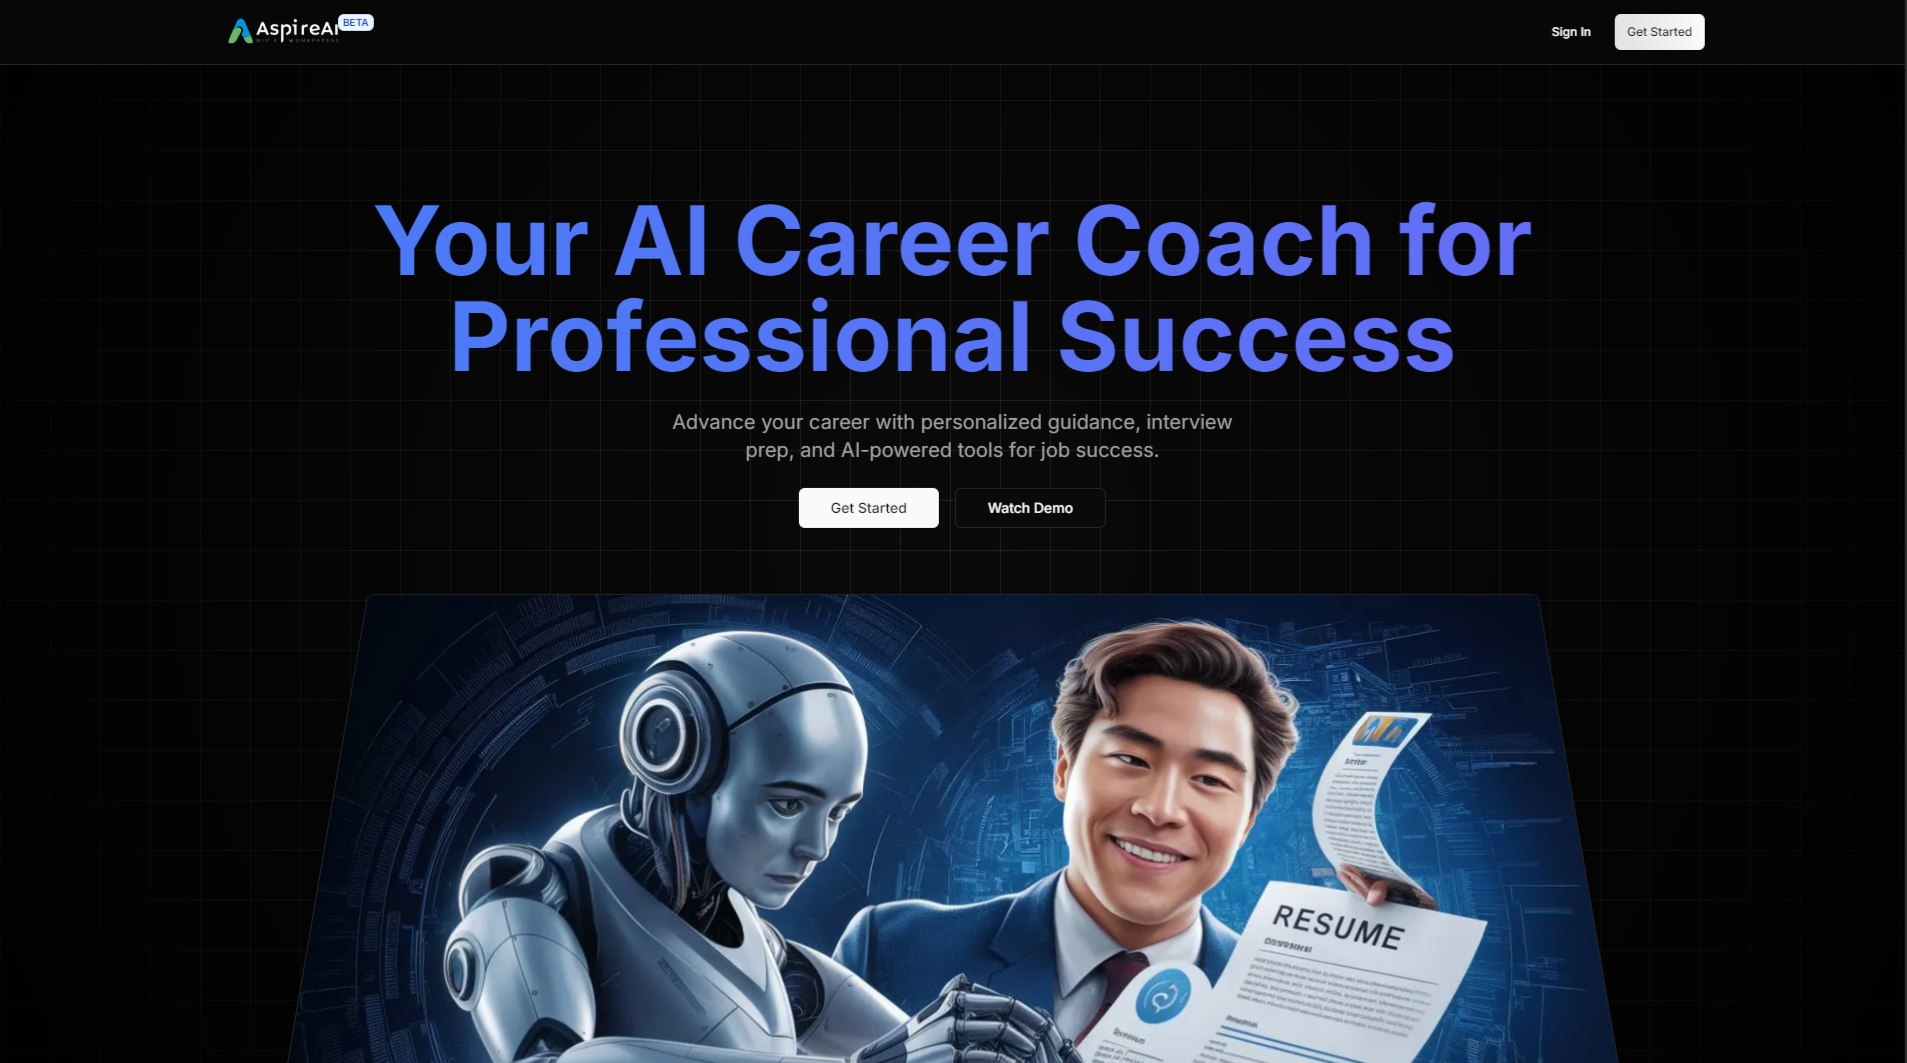 AspireAI
BETA
Sign In
Get Started
Your AI Career Coach for
Professional Success
Advance your career with personalized guidance, interview
prep, and AI-powered tools for job success.
Get Started
Watch Demo
RESUME